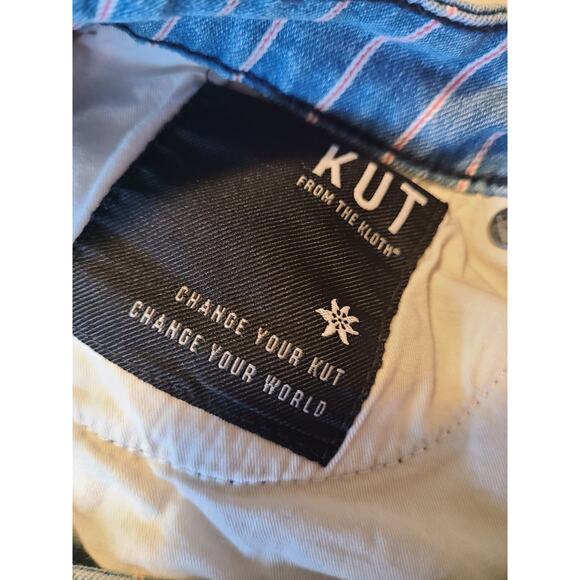 KUT
FROM THE KLOTH®
CHANGE YOUR KUT
CHANGE YOUR WORLD